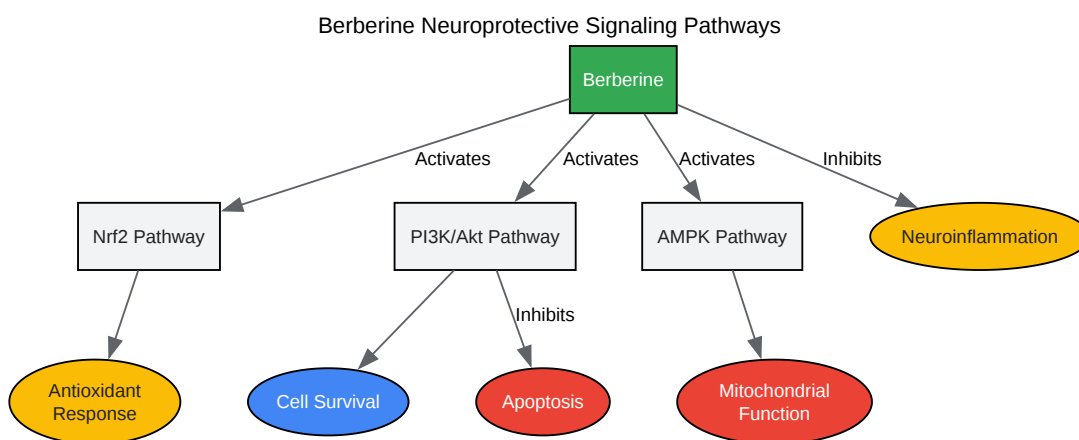 Berberine Neuroprotective Signaling Pathways
Berberine
Activates
Activates
Activates
Inhibits
Nrf2 Pathway
PI3K/Akt Pathway
AMPK Pathway
Neuroinflammation
Inhibits
Antioxidant
Response
Cell Survival
Apoptosis
Mitochondrial
Function